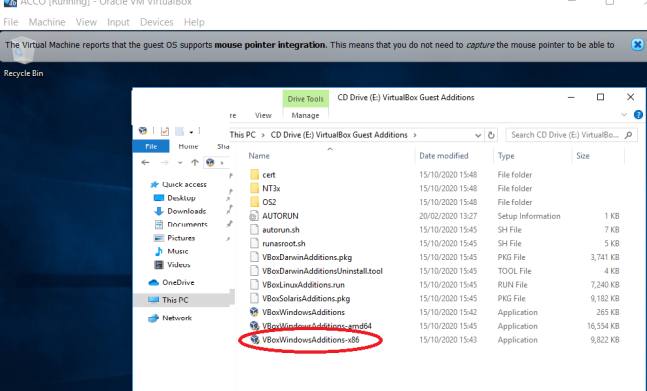 ACCO [Running] - Oracle VM VirtualBox
File Machine View Input Devices Help
The Virtual Machine reports that the guest OS supports mouse pointer integration. This means that you do not need to capture the mouse pointer to be able to
Recycle Bin
Drive Tools CD Drive (E:) VirtualBox Guest Additions
re View Manage
File Home Sha
This PC > CD Drive (E:) VirtualBox Guest Additions >
Search CD Drive (E:) VirtualBo...
Name Date modified Type Size
Quick access
Desktop
Downloads
Documents
Pictures
Music
Videos
OneDrive
This PC
Network
cert 15/10/2020 15:48 File folder
NT3x 15/10/2020 15:48 File folder
OS2 15/10/2020 15:48 File folder
AUTORUN 20/02/2020 13:27 Setup Information 1 KB
autorun.sh 15/10/2020 15:45 SH File 7 KB
runasroot.sh 15/10/2020 15:45 SH File 5 KB
VBoxDarwinAdditions.pkg 15/10/2020 15:45 PKG File 3,741 KB
VBoxDarwinAdditionsUninstall.tool 15/10/2020 15:45 TOOL File 4 KB
VBoxLinuxAdditions.run 15/10/2020 15:45 RUN File 7,240 KB
VBoxSolarisAdditions.pkg 15/10/2020 15:45 PKG File 9,182 KB
VBoxWindowsAdditions 15/10/2020 15:42 Application 265 KB
VBoxWindowsAdditions-amd64 15/10/2020 15:45 Application 16,554 KB
VBoxWindowsAdditions-x86 15/10/2020 15:43 Application 9,822 KB